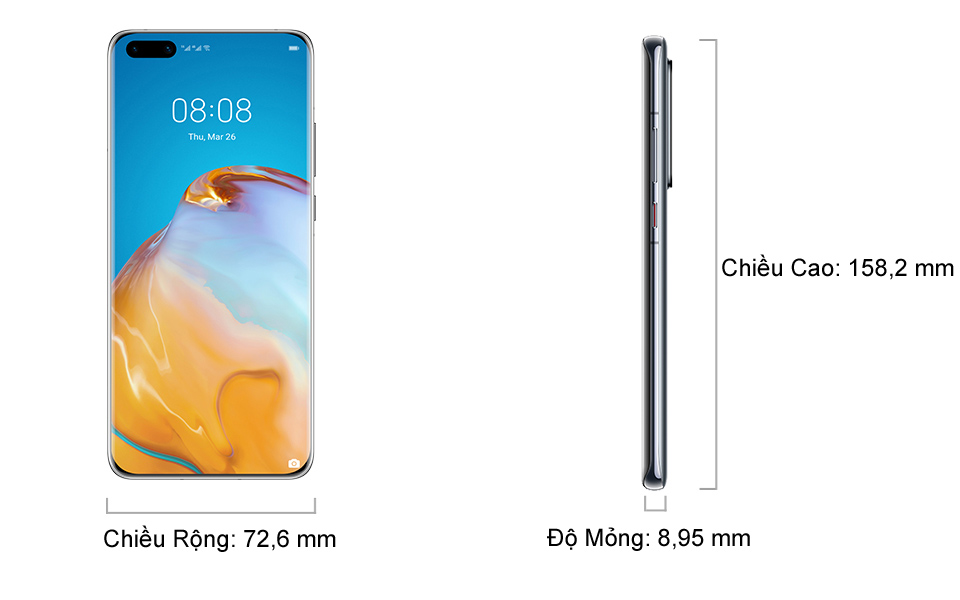 08:08
Thu, Mar 26
Chiều Cao: 158,2 mm
Chiều Rộng: 72,6 mm
Độ Mỏng: 8,95 mm